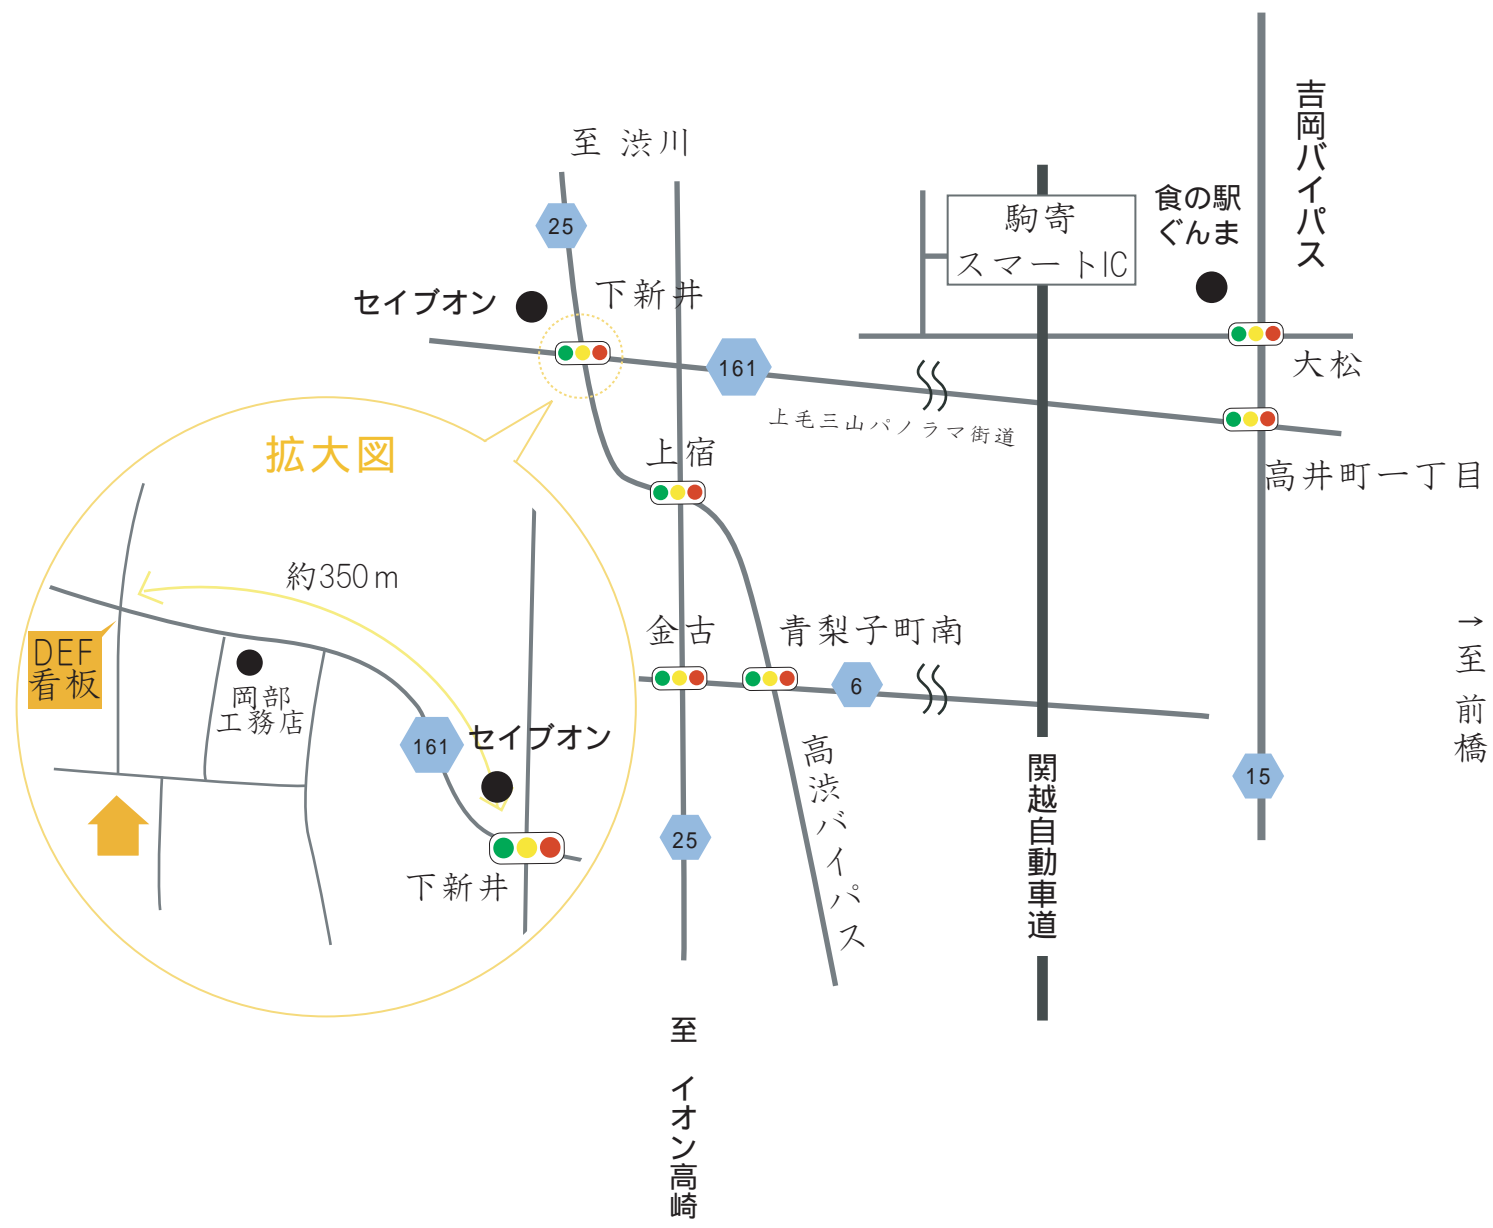 吉岡バイパス
至 渋川
25
食の駅
ぐんま
駒寄
スマートIC
セイブオン
下新井
161
大松
上毛三山パノラマ街道
拡大図
上宿
高井町一丁目
約350m
金古
青梨子町南
→至 前橋
DEF
看板
6
岡部
工務店
161
セイブオン
高渋バイパス
関越自動車道
15
25
下新井
至 イオン高崎